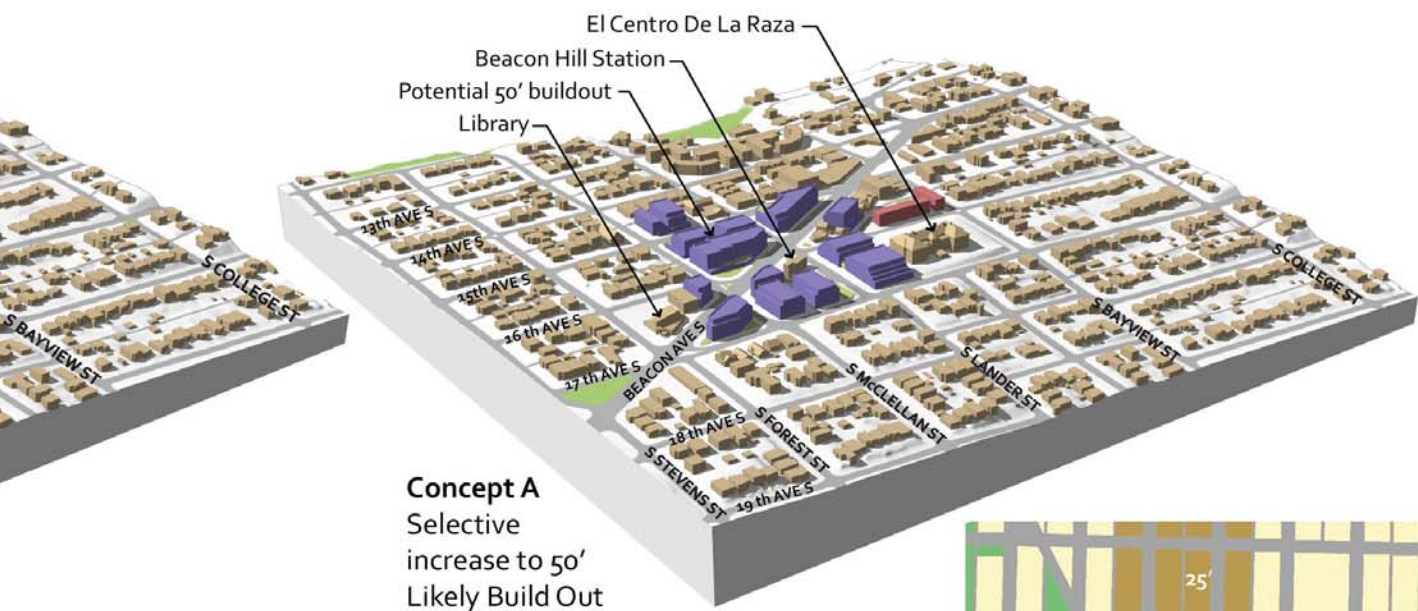 El Centro De La Raza
Beacon Hill Station
Potential 50' buildout
Library
13th AVE S
14th AVE S
15th AVE S
16 th AVE S
17 th AVE S
BEACON AVE S
18 th AVE S
19 th AVE S
S STEVENS ST
S FOREST ST
S McCLELLAN ST
S LANDER ST
S BAYVIEW ST
S COLLEGE ST
S COLLEGE ST
S BAYVIEW ST
Concept A
Selective
increase to 50'
Likely Build Out
25'